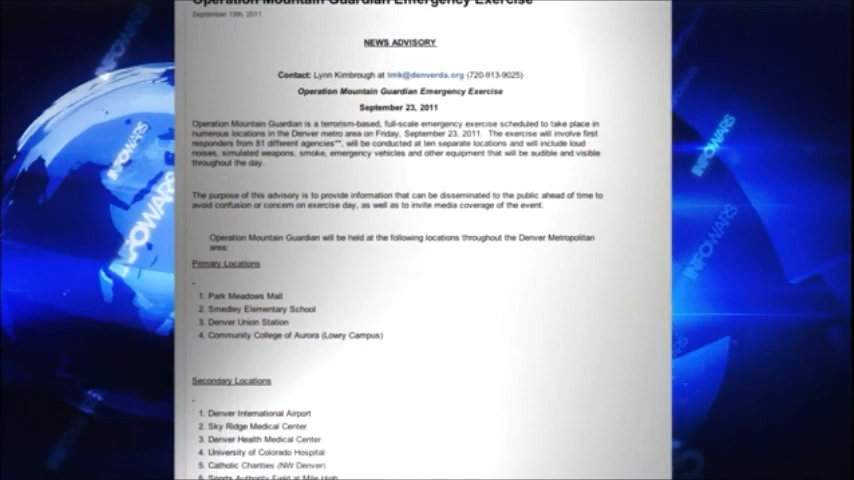 Operation Mountain Guardian Emergency Exercise
September 19th, 2011
NEWS ADVISORY
Contact: Lynn Kimbrough at lmk@denverda.org (720-913-9025)
Operation Mountain Guardian Emergency Exercise
September 23, 2011
Operation Mountain Guardian is a terrorism-based, full-scale emergency exercise scheduled to take place in
numerous locations in the Denver metro area on Friday, September 23, 2011. The exercise will involve first
responders from 81 different agencies**, will be conducted at ten separate locations and will include loud
noises, simulated weapons, smoke, emergency vehicles and other equipment that will be audible and visible
throughout the day.
The purpose of this advisory is to provide information that can be disseminated to the public ahead of time to
avoid confusion or concern on exercise day, as well as to invite media coverage of the event.
Operation Mountain Guardian will be held at the following locations throughout the Denver Metropolitan
area:
Primary Locations
1. Park Meadows Mall
2. Smedley Elementary School
3. Denver Union Station
4. Community College of Aurora (Lowry Campus)
Secondary Locations
1. Denver International Airport
2. Sky Ridge Medical Center
3. Denver Health Medical Center
4. University of Colorado Hospital
5. Catholic Charities (NW Denver)
6. Sports Authority Field at Mile High
INFOWARS
INFOWARS
INFOWARS
INFOWARS
INFOWARS